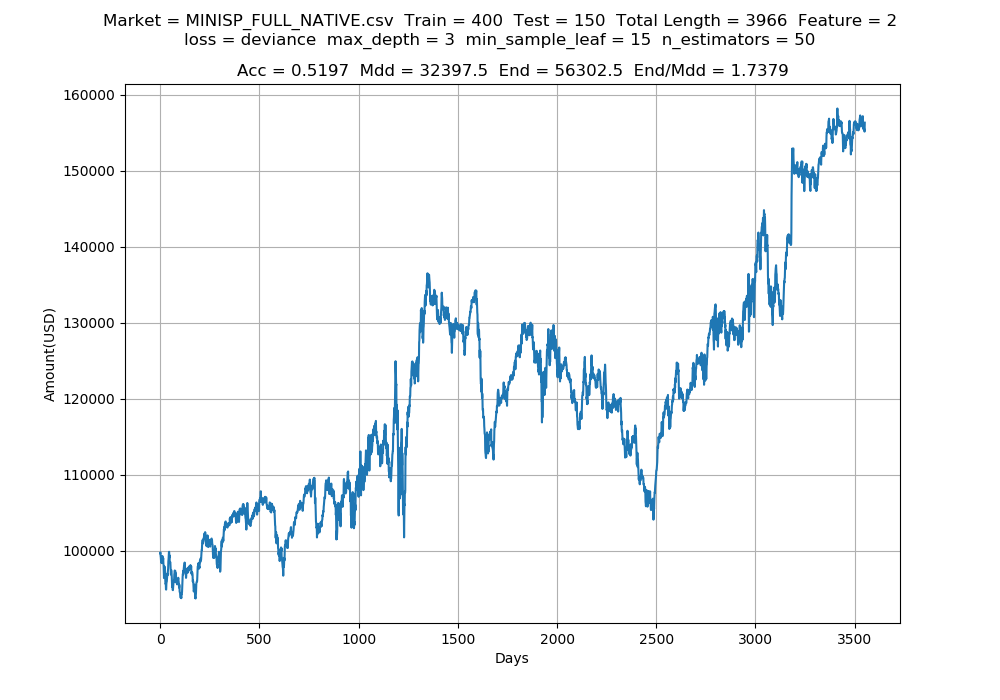 Market = MINISP_FULL_NATIVE.csv  Train = 400  Test = 150  Total Length = 3966  Feature = 2
loss = deviance  max_depth = 3  min_sample_leaf = 15  n_estimators = 50
Acc = 0.5197  Mdd = 32397.5  End = 56302.5  End/Mdd = 1.7379
160000
150000
140000
130000
120000
110000
100000
Amount(USD)
0 500 1000 1500 2000 2500 3000 3500
Days